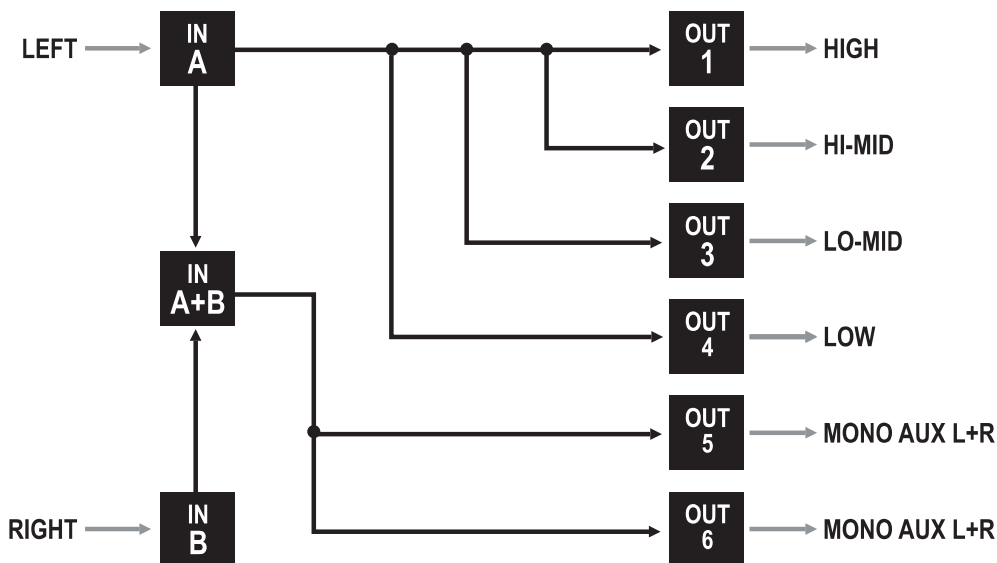 LEFT
IN
A
OUT
1
HIGH
OUT
2
HI-MID
OUT
3
LO-MID
IN
A+B
OUT
4
LOW
OUT
5
MONO AUX L+R
RIGHT
IN
B
OUT
6
MONO AUX L+R